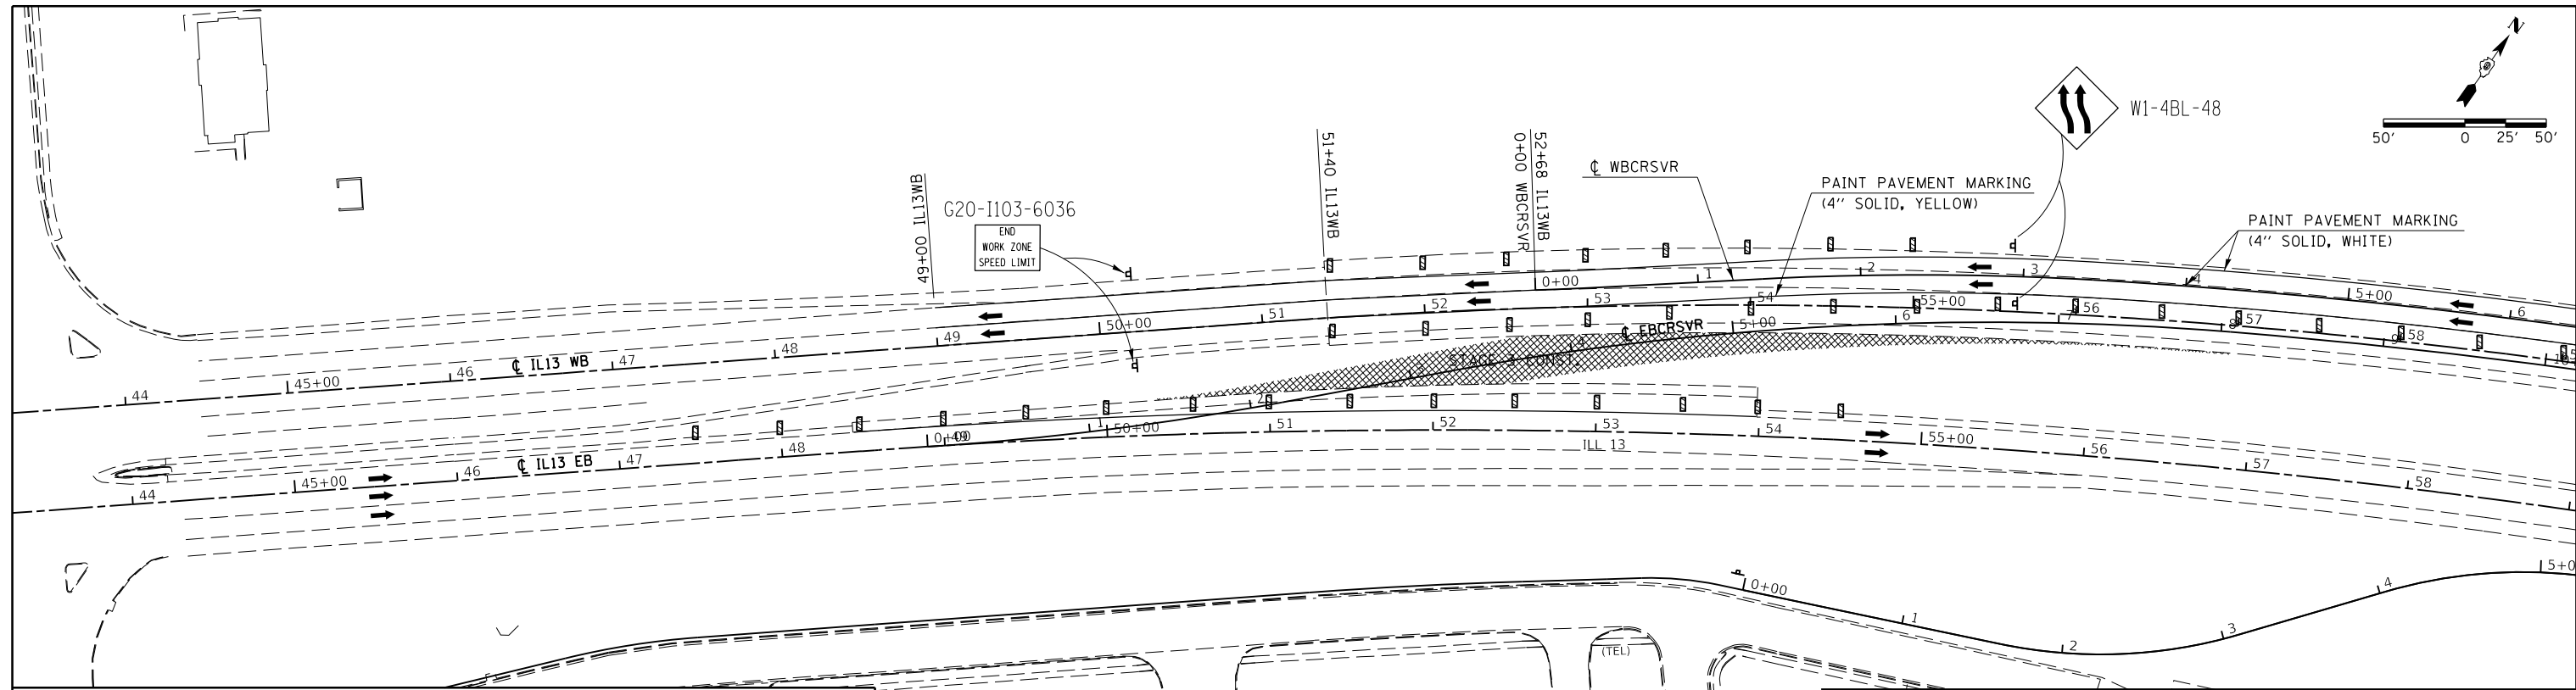 N
50' 0 25' 50'
W1-4BL-48
℄ WBCRSVR
PAINT PAVEMENT MARKING
(4" SOLID, YELLOW)
PAINT PAVEMENT MARKING
(4" SOLID, WHITE)
49+00 IL13WB
G20-I103-6036
END
WORK ZONE
SPEED LIMIT
51+40 IL13WB
0+00 WBCRSVR
52+68 IL13WB
0+00 1 2 3 4 5+00 6
44 45+00 46 ℄ IL13 WB 47 48 49 50+00 51 52 53 54 55+00 56 57 58
℄ EBCRSVR
0+00 1 2 3 4 5+00 6 7 8 9 10
STAGE 3 CONST.
44 45+00 46 ℄ IL13 EB 47 48 49 50+00 51 52 53 54 55+00 56 57 58
ILL 13
0+00 1 2 3 4 5+0
(TEL)